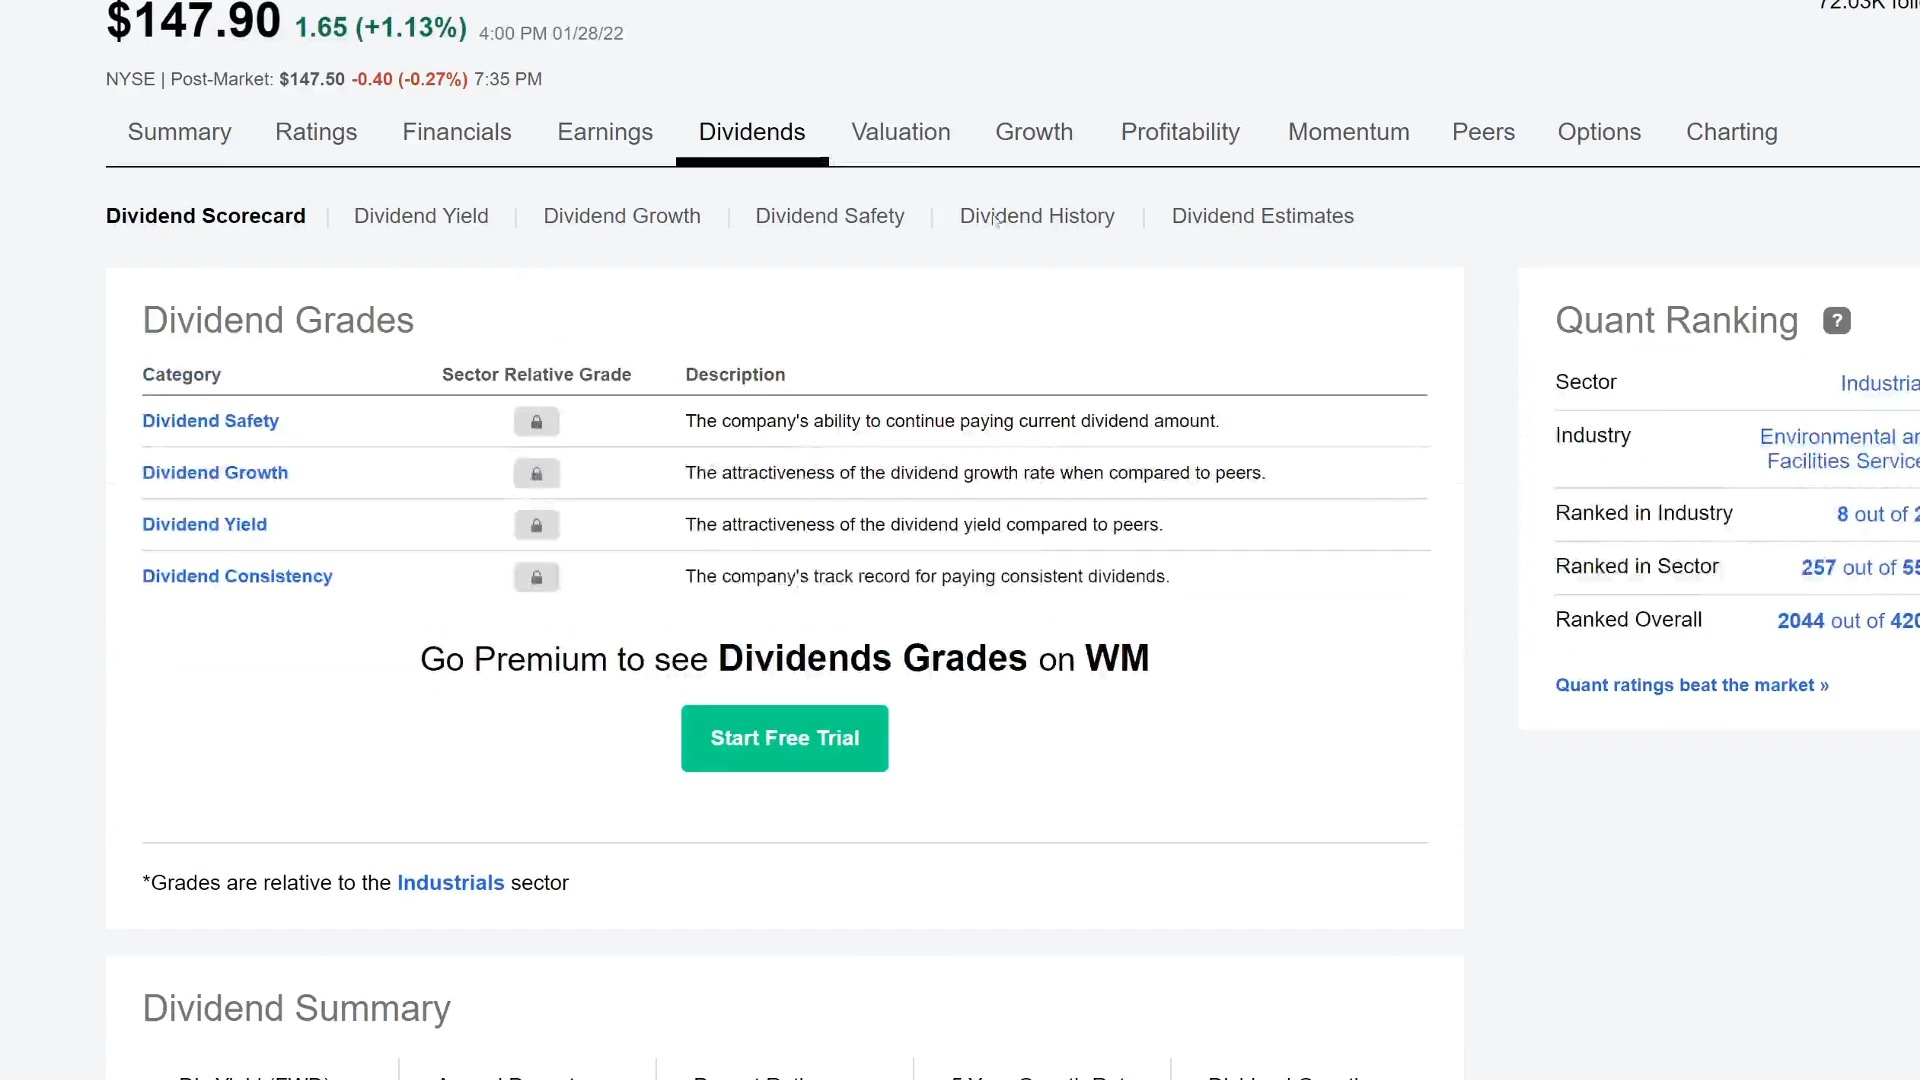 $147.90 1.65 (+1.13%) 4:00 PM 01/28/22
NYSE | Post-Market: $147.50 -0.40 (-0.27%) 7:35 PM
Summary Ratings Financials Earnings Dividends Valuation Growth Profitability Momentum Peers Options Charting
Dividend Scorecard | Dividend Yield | Dividend Growth | Dividend Safety | Dividend History | Dividend Estimates
Dividend Grades
Category Sector Relative Grade Description
Dividend Safety The company's ability to continue paying current dividend amount.
Dividend Growth The attractiveness of the dividend growth rate when compared to peers.
Dividend Yield The attractiveness of the dividend yield compared to peers.
Dividend Consistency The company's track record for paying consistent dividends.
Go Premium to see Dividends Grades on WM
Start Free Trial
*Grades are relative to the Industrials sector
Quant Ranking ?
Sector Industria
Industry Environmental
Facilities Service
Ranked in Industry 8 out of
Ranked in Sector 257 out of
Ranked Overall 2044 out of
Quant ratings beat the market »
Dividend Summary